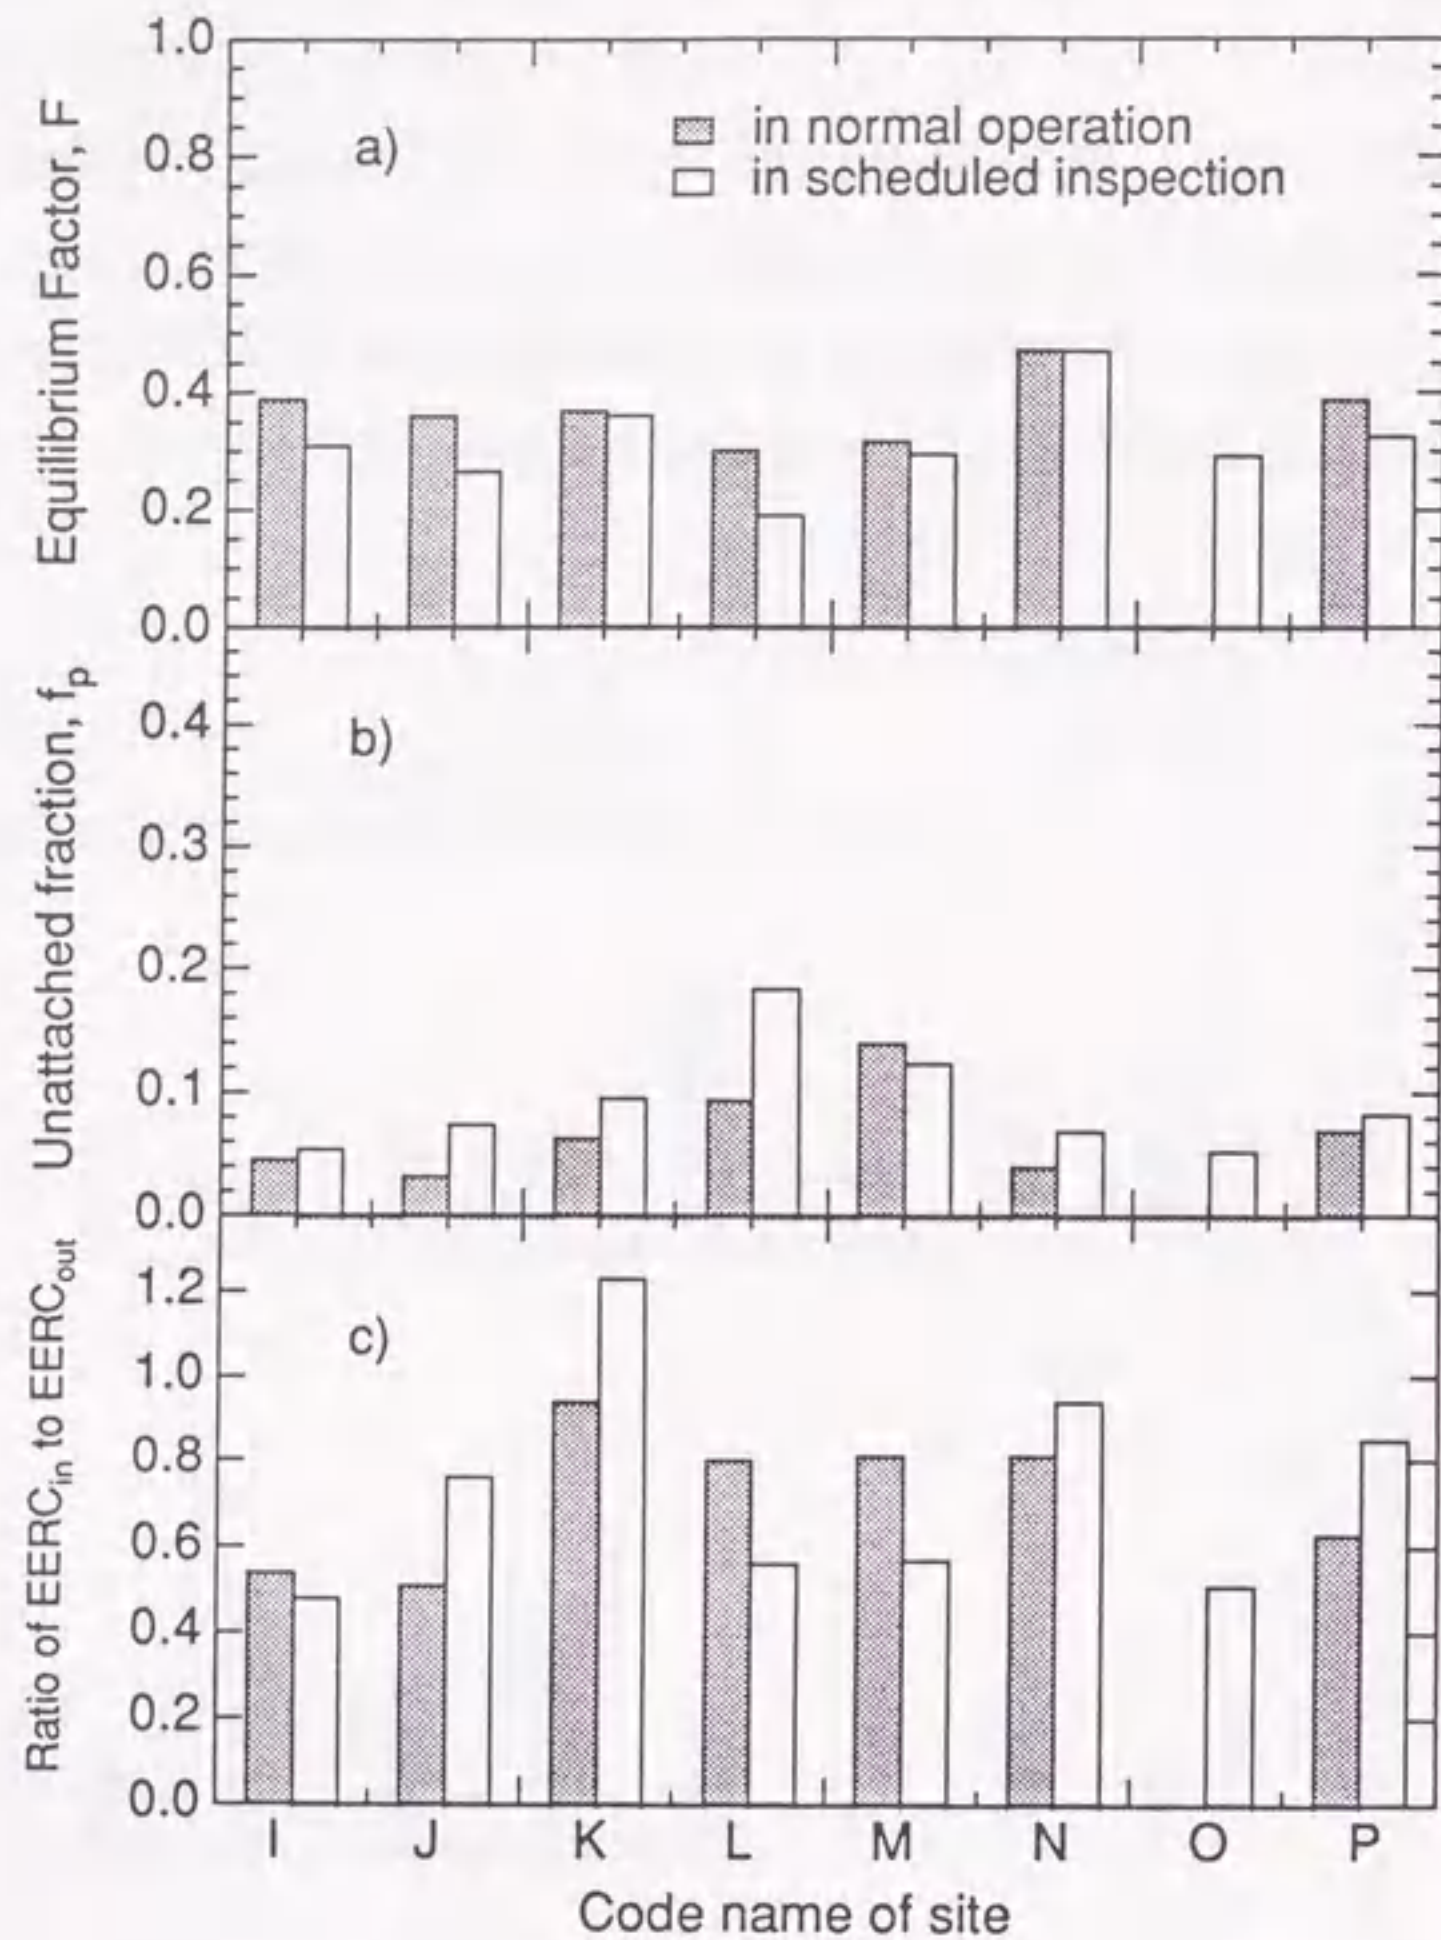 Equilibrium Factor, F
1.0
0.8
0.6
0.4
0.2
0.0
a)
in normal operation
in scheduled inspection
Unattached fraction, fp
0.4
0.3
0.2
0.1
0.0
b)
Ratio of EERCin to EERCout
1.2
1.0
0.8
0.6
0.4
0.2
0.0
c)
I J K L M N O P
Code name of site